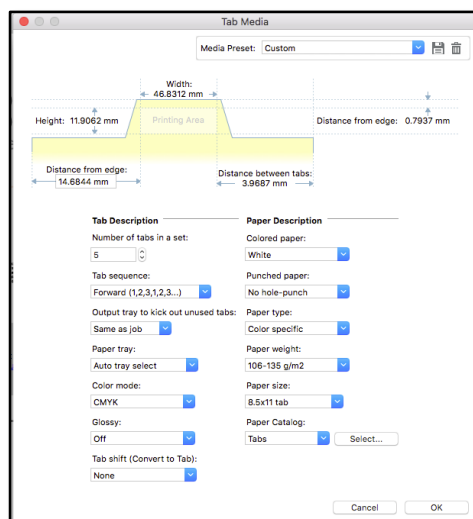 Tab Media
Media Preset: Custom
Width:
46.8312 mm
Height: 11.9062 mm
Printing Area
Distance from edge: 0.7937 mm
Distance from edge:
14.6844 mm
Distance between tabs:
3.9687 mm
Tab Description
Number of tabs in a set:
5
Tab sequence:
Forward (1,2,3,1,2,3...)
Output tray to kick out unused tabs:
Same as job
Paper tray:
Auto tray select
Color mode:
CMYK
Glossy:
Off
Tab shift (Convert to Tab):
None
Paper Description
Colored paper:
White
Punched paper:
No hole-punch
Paper type:
Color specific
Paper weight:
106-135 g/m2
Paper size:
8.5x11 tab
Paper Catalog:
Tabs Select...
Cancel OK